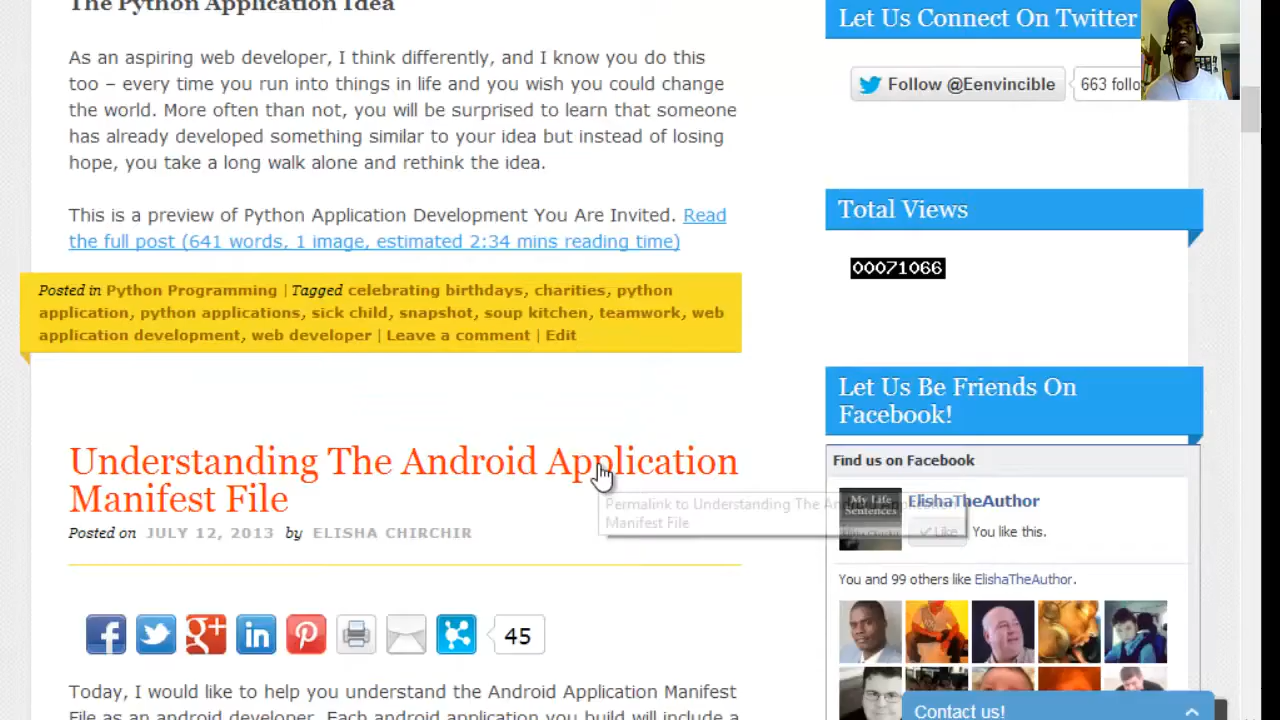 The Python Application Idea
As an aspiring web developer, I think differently, and I know you do this
too – every time you run into things in life and you wish you could change
the world. More often than not, you will be surprised to learn that someone
has already developed something similar to your idea but instead of losing
hope, you take a long walk alone and rethink the idea.
This is a preview of Python Application Development You Are Invited. Read
the full post (641 words, 1 image, estimated 2:34 mins reading time)
Posted in Python Programming | Tagged celebrating birthdays, charities, python
application, python applications, sick child, snapshot, soup kitchen, teamwork, web
application development, web developer | Leave a comment | Edit
Understanding The Android Application
Manifest File
Permalink to Understanding The Android Application
Manifest File
Posted on JULY 12, 2013 by ELISHA CHIRCHIR
45
Today, I would like to help you understand the Android Application Manifest
File as an android developer. Each android application you build will include a
Let Us Connect On Twitter
Follow @Eenvincible
663 follo
Total Views
00071066
Let Us Be Friends On
Facebook!
Find us on Facebook
My Life
Sentences
ElishaTheAuthor
Like
You like this.
You and 99 others like ElishaTheAuthor.
Contact us!